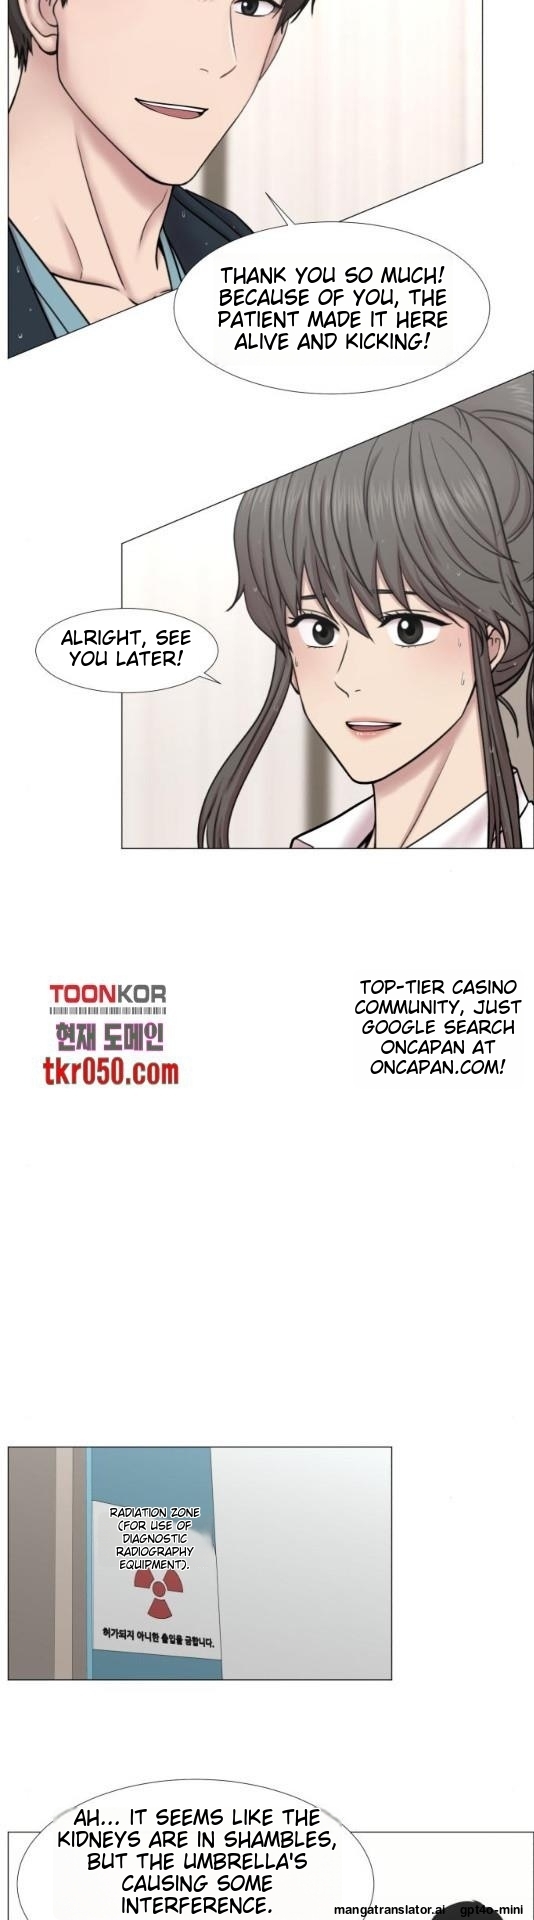 THANK YOU SO MUCH!
BECAUSE OF YOU, THE
PATIENT MADE IT HERE
ALIVE AND KICKING!
ALRIGHT, SEE
YOU LATER!
TOONKOR
현재 도메인
tkr050.com
TOP-TIER CASINO
COMMUNITY, JUST
GOOGLE SEARCH
ONCAPAN AT
ONCAPAN.COM!
RADIATION ZONE
(FOR USE OF
DIAGNOSTIC
RADIOGRAPHY
EQUIPMENT).
허가되지 아니한 출입을 금합니다.
AH... IT SEEMS LIKE THE
KIDNEYS ARE IN SHAMBLES,
BUT THE UMBRELLA'S
CAUSING SOME
INTERFERENCE.
mangatranslator.ai gpt4o-mini